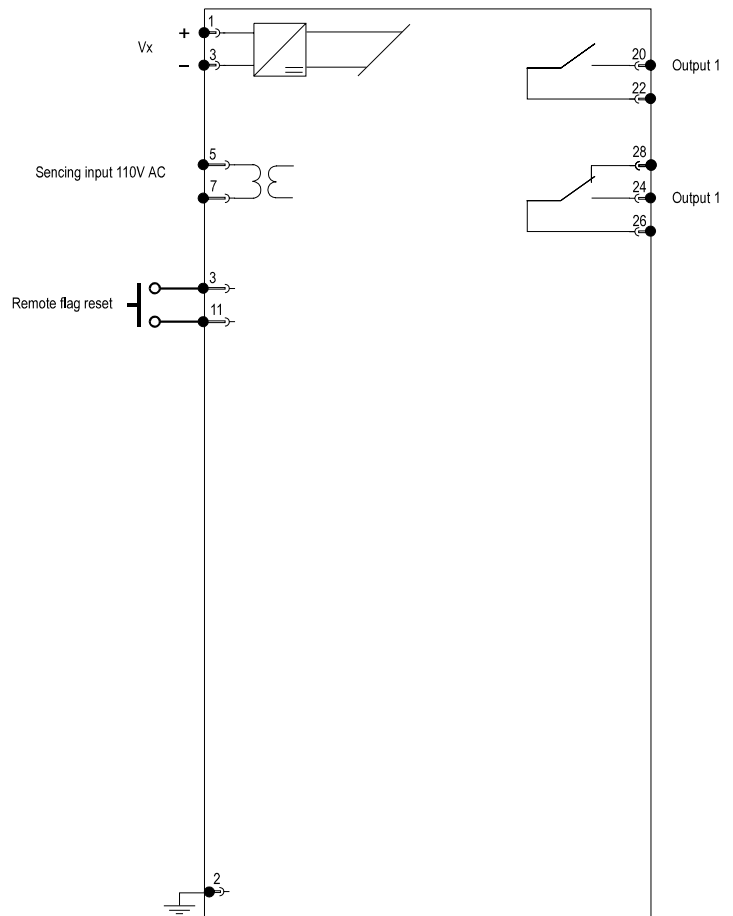 + 1
Vx
− 3
20 Output 1
22
Sencing input 110V AC 5
7
28
24 Output 1
26
Remote flag reset
3
11
2